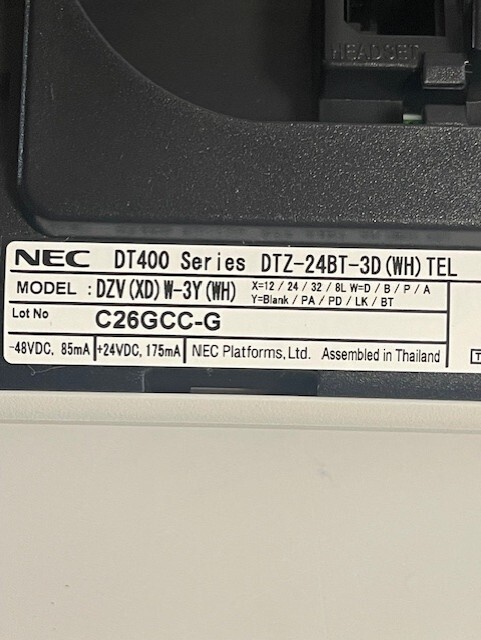 HEADSET
NEC DT400 Series DTZ-24BT-3D(WH)TEL
MODEL : DZV(XD)W-3Y(WH) X=12 / 24 / 32 / 8L W=D / B / P / A
Y=Blank / PA / PD / LK / BT
Lot No C26GCC-G
-48VDC, 85mA +24VDC, 175mA NEC Platforms,Ltd. Assembled in Thailand